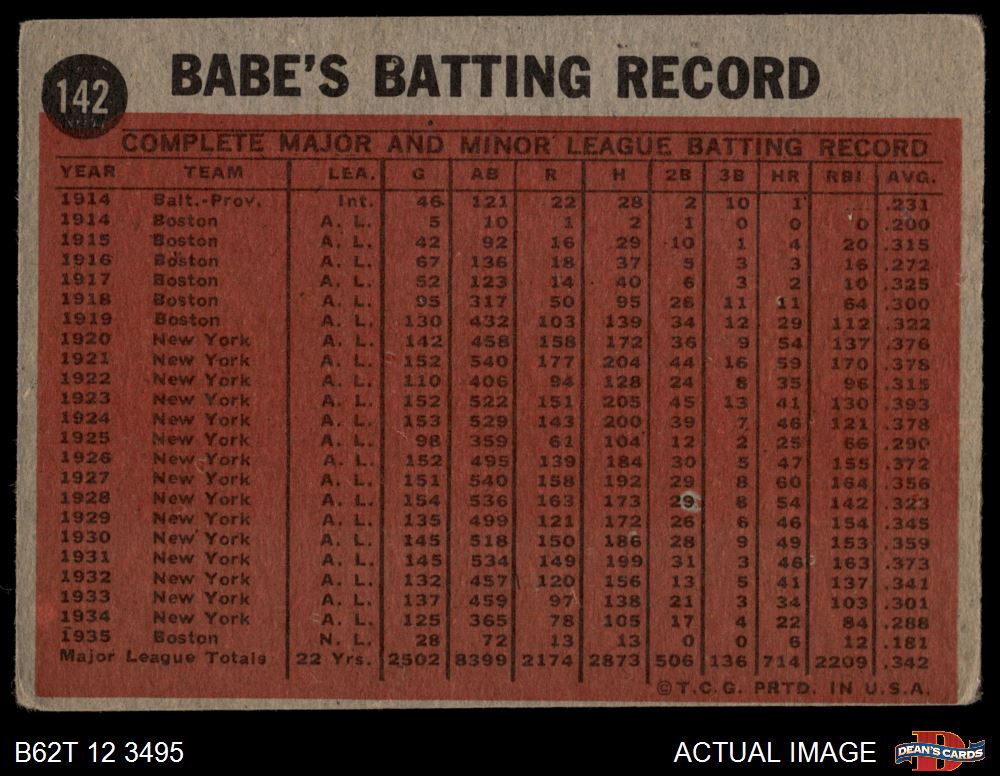 142
BABE'S BATTING RECORD
COMPLETE MAJOR AND MINOR LEAGUE BATTING RECORD
YEAR TEAM LEA. G AB R H 2B 3B HR RBI AVG.
1914 Balt.-Prov. Int. 46 121 22 28 2 10 1 ... .231
1914 Boston A. L. 5 10 1 2 1 0 0 0 .200
1915 Boston A. L. 42 92 16 29 10 1 4 20 .315
1916 Boston A. L. 67 136 18 37 5 3 3 16 .272
1917 Boston A. L. 52 123 14 40 6 3 2 10 .325
1918 Boston A. L. 95 317 50 95 26 11 11 64 .300
1919 Boston A. L. 130 432 103 139 34 12 29 112 .322
1920 New York A. L. 142 458 158 172 36 9 54 137 .376
1921 New York A. L. 152 540 177 204 44 16 59 170 .378
1922 New York A. L. 110 406 94 128 24 8 35 96 .315
1923 New York A. L. 152 522 151 205 45 13 41 130 .393
1924 New York A. L. 153 529 143 200 39 7 46 121 .378
1925 New York A. L. 98 359 61 104 12 2 25 66 .290
1926 New York A. L. 152 495 139 184 30 5 47 155 .372
1927 New York A. L. 151 540 158 192 29 8 60 164 .356
1928 New York A. L. 154 536 163 173 29 8 54 142 .323
1929 New York A. L. 135 499 121 172 26 6 46 154 .345
1930 New York A. L. 145 518 150 186 28 9 49 153 .359
1931 New York A. L. 145 534 149 199 31 3 46 163 .373
1932 New York A. L. 132 457 120 156 13 5 41 137 .341
1933 New York A. L. 137 459 97 138 21 3 34 103 .301
1934 New York A. L. 125 365 78 105 17 4 22 84 .288
1935 Boston N. L. 28 72 13 13 0 0 6 12 .181
Major League Totals 22 Yrs. 2502 8399 2174 2873 506 136 714 2209 .342
© T.C.G. PRTD. IN U.S.A.
B62T 12 3495
ACTUAL IMAGE
DEAN'S CARDS